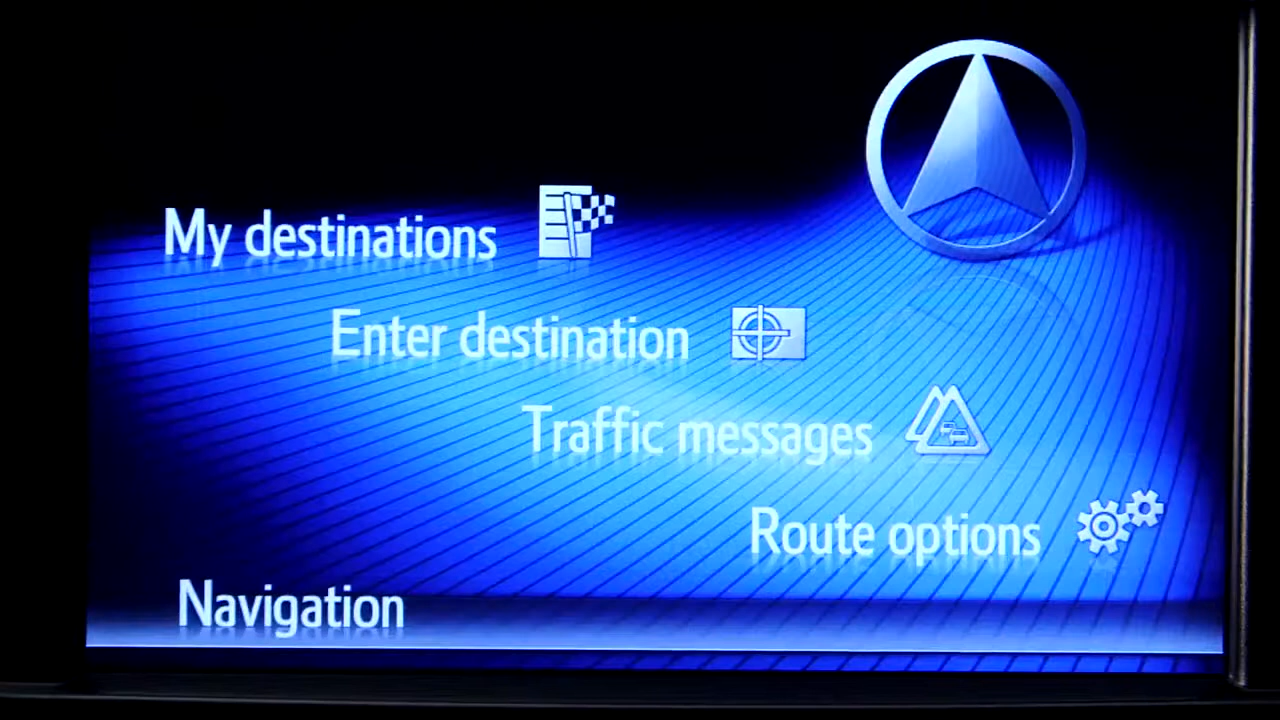 My destinations
Enter destination
Traffic messages
Route options
Navigation